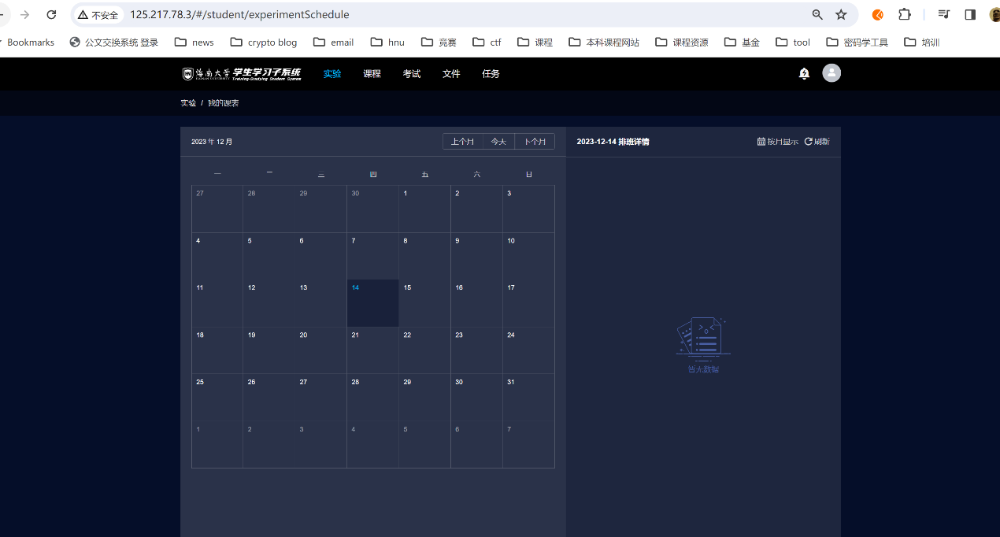 不安全 125.217.78.3/#/student/experimentSchedule
Bookmarks 公文交换系统 登录 news crypto blog email hnu 竞赛 ctf 课程 本科课程网站 课程资源 基金 tool 密码学工具 培训
海南大学 学生学习子系统 实验 课程 考试 文件 任务
HAINAN UNIVERSITY Training-Studying Student System
实验 / 我的课表
2023 年 12 月 上个月 今天 下个月
2023-12-14 排班详情 按月显示 刷新
一 二 三 四 五 六 日
27 28 29 30 1 2 3
4 5 6 7 8 9 10
11 12 13 14 15 16 17
18 19 20 21 22 23 24
25 26 27 28 29 30 31
1 2 3 4 5 6 7
暂无数据